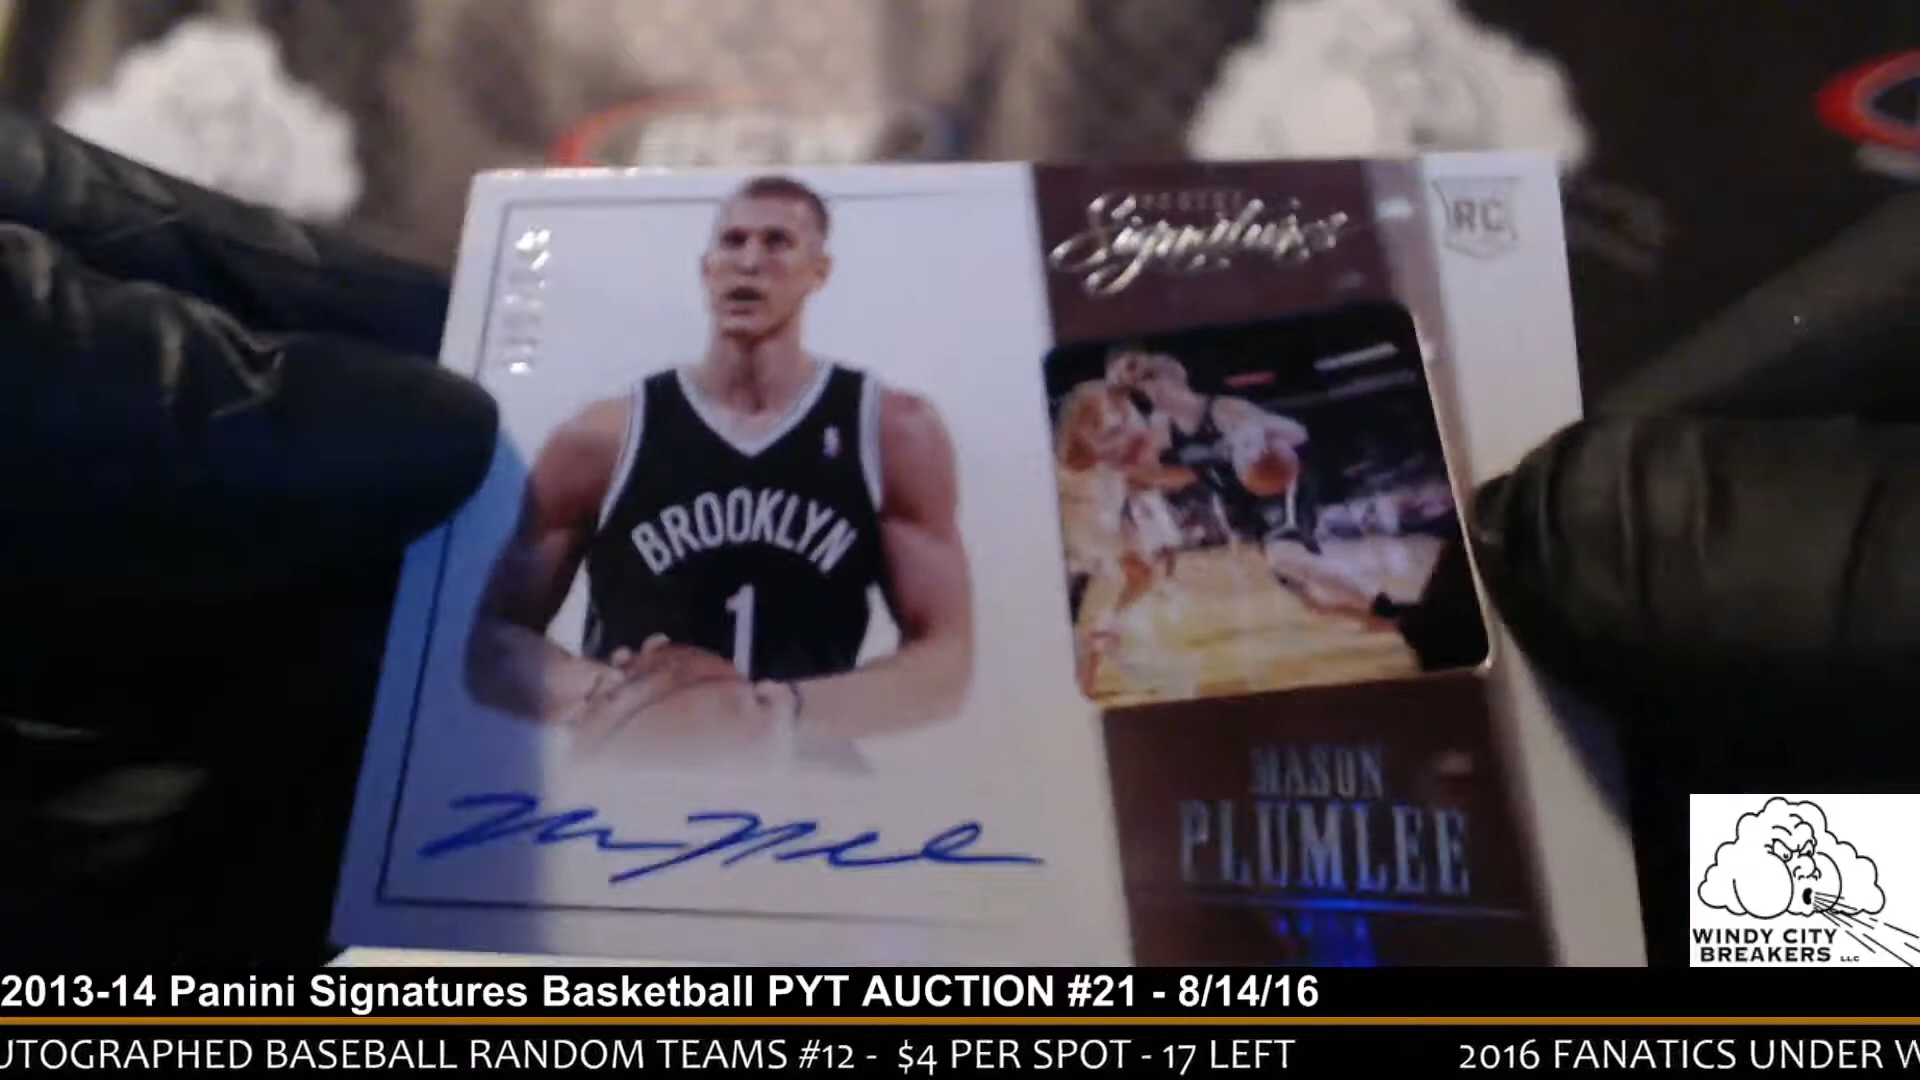 Signatures
RC
BROOKLYN
1
MASON
PLUMLEE
WINDY CITY
BREAKERS LLC
2013-14 Panini Signatures Basketball PYT AUCTION #21 - 8/14/16
UTOGRAPHED BASEBALL RANDOM TEAMS #12 - $4 PER SPOT - 17 LEFT 2016 FANATICS UNDER W